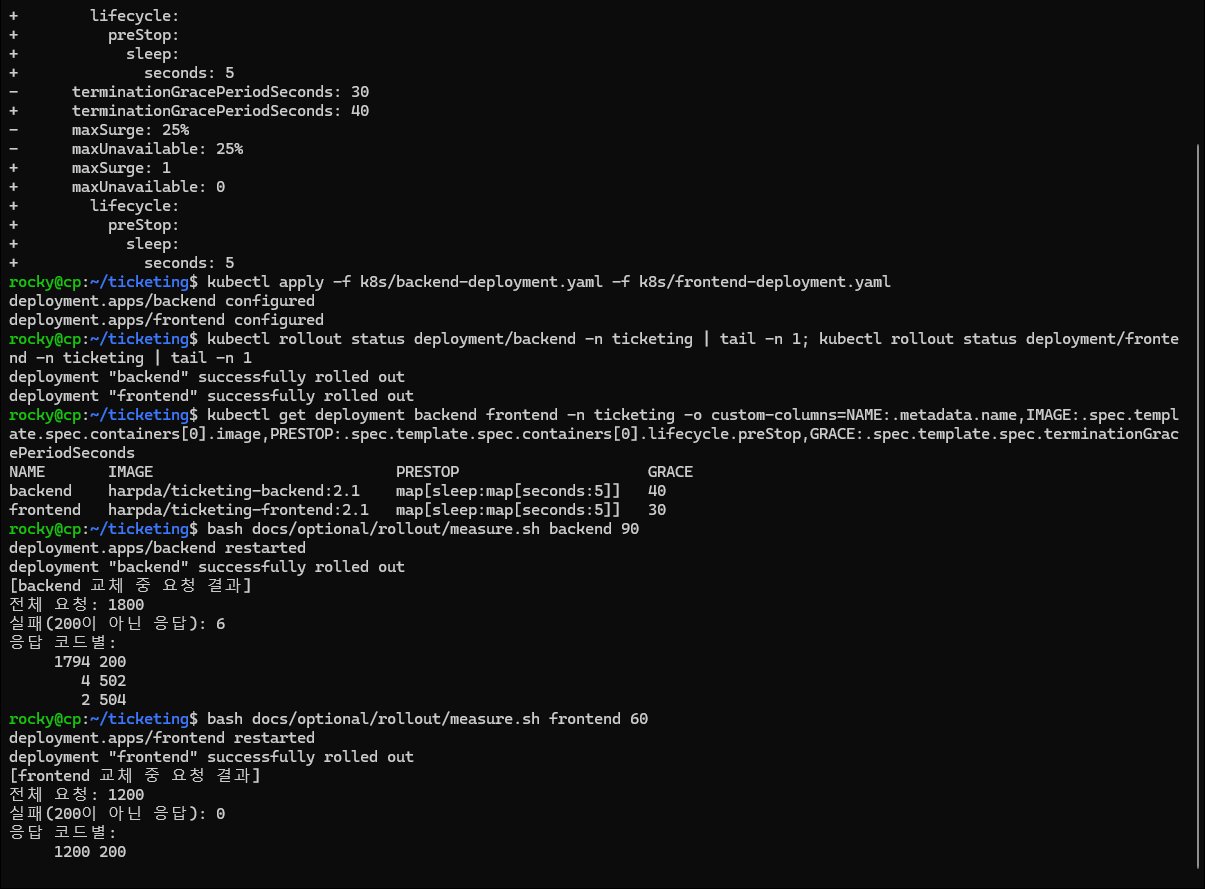 +        lifecycle:
+          preStop:
+            sleep:
+              seconds: 5
-      terminationGracePeriodSeconds: 30
+      terminationGracePeriodSeconds: 40
-      maxSurge: 25%
-      maxUnavailable: 25%
+      maxSurge: 1
+      maxUnavailable: 0
+        lifecycle:
+          preStop:
+            sleep:
+              seconds: 5
rocky@cp:~/ticketing$ kubectl apply -f k8s/backend-deployment.yaml -f k8s/frontend-deployment.yaml
deployment.apps/backend configured
deployment.apps/frontend configured
rocky@cp:~/ticketing$ kubectl rollout status deployment/backend -n ticketing | tail -n 1; kubectl rollout status deployment/fronte
nd -n ticketing | tail -n 1
deployment "backend" successfully rolled out
deployment "frontend" successfully rolled out
rocky@cp:~/ticketing$ kubectl get deployment backend frontend -n ticketing -o custom-columns=NAME:.metadata.name,IMAGE:.spec.templ
ate.spec.containers[0].image,PRESTOP:.spec.template.spec.containers[0].lifecycle.preStop,GRACE:.spec.template.spec.terminationGrac
ePeriodSeconds
NAME       IMAGE                           PRESTOP                     GRACE
backend    harpda/ticketing-backend:2.1    map[sleep:map[seconds:5]]   40
frontend   harpda/ticketing-frontend:2.1   map[sleep:map[seconds:5]]   30
rocky@cp:~/ticketing$ bash docs/optional/rollout/measure.sh backend 90
deployment.apps/backend restarted
deployment "backend" successfully rolled out
[backend 교체 중 요청 결과]
전체 요청: 1800
실패(200이 아닌 응답): 6
응답 코드별:
     1794 200
        4 502
        2 504
rocky@cp:~/ticketing$ bash docs/optional/rollout/measure.sh frontend 60
deployment.apps/frontend restarted
deployment "frontend" successfully rolled out
[frontend 교체 중 요청 결과]
전체 요청: 1200
실패(200이 아닌 응답): 0
응답 코드별:
     1200 200